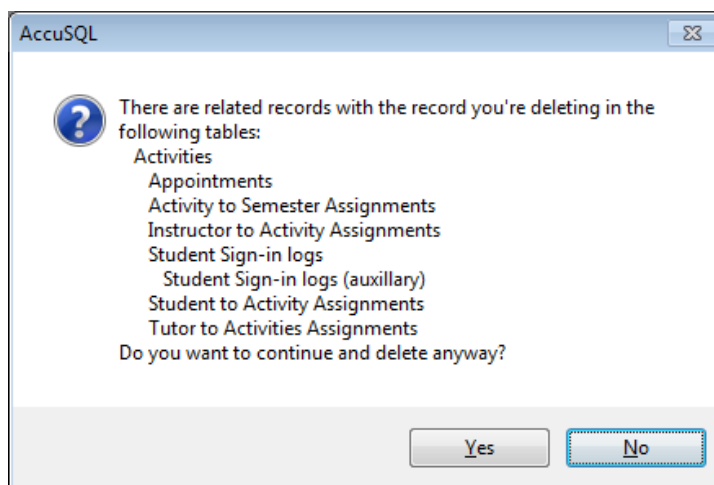 AccuSQL
There are related records with the record you're deleting in the
following tables:
Activities
Appointments
Activity to Semester Assignments
Instructor to Activity Assignments
Student Sign-in logs
Student Sign-in logs (auxillary)
Student to Activity Assignments
Tutor to Activities Assignments
Do you want to continue and delete anyway?
Yes
No